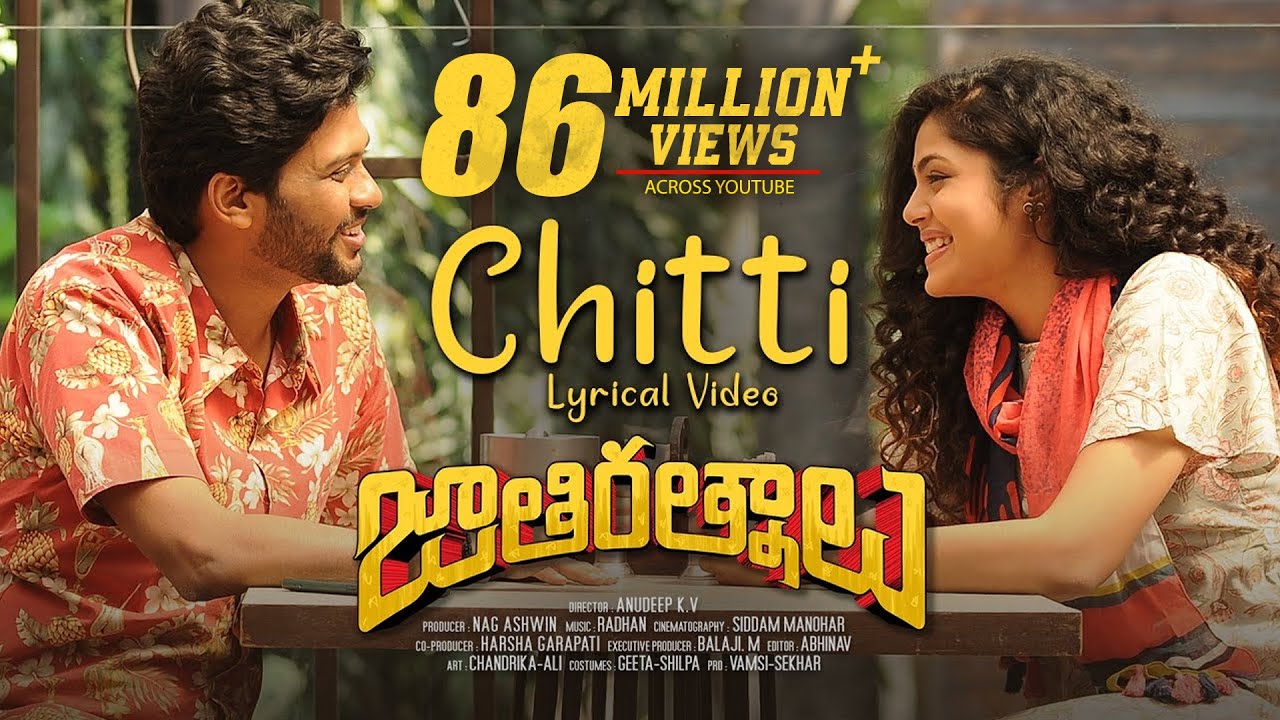 86 MILLION+
VIEWS
ACROSS YOUTUBE
Chitti
Lyrical Video
జాతిరత్నాలు
DIRECTOR : ANUDEEP K.V
PRODUCER : NAG ASHWIN MUSIC : RADHAN CINEMATOGRAPHY : SIDDAM MANOHAR
CO-PRODUCER : HARSHA GARAPATI EXECUTIVE PRODUCER : BALAJI. M EDITOR : ABHINAV
ART : CHANDRIKA-ALI COSTUMES : GEETA-SHILPA PRO : VAMSI-SEKHAR